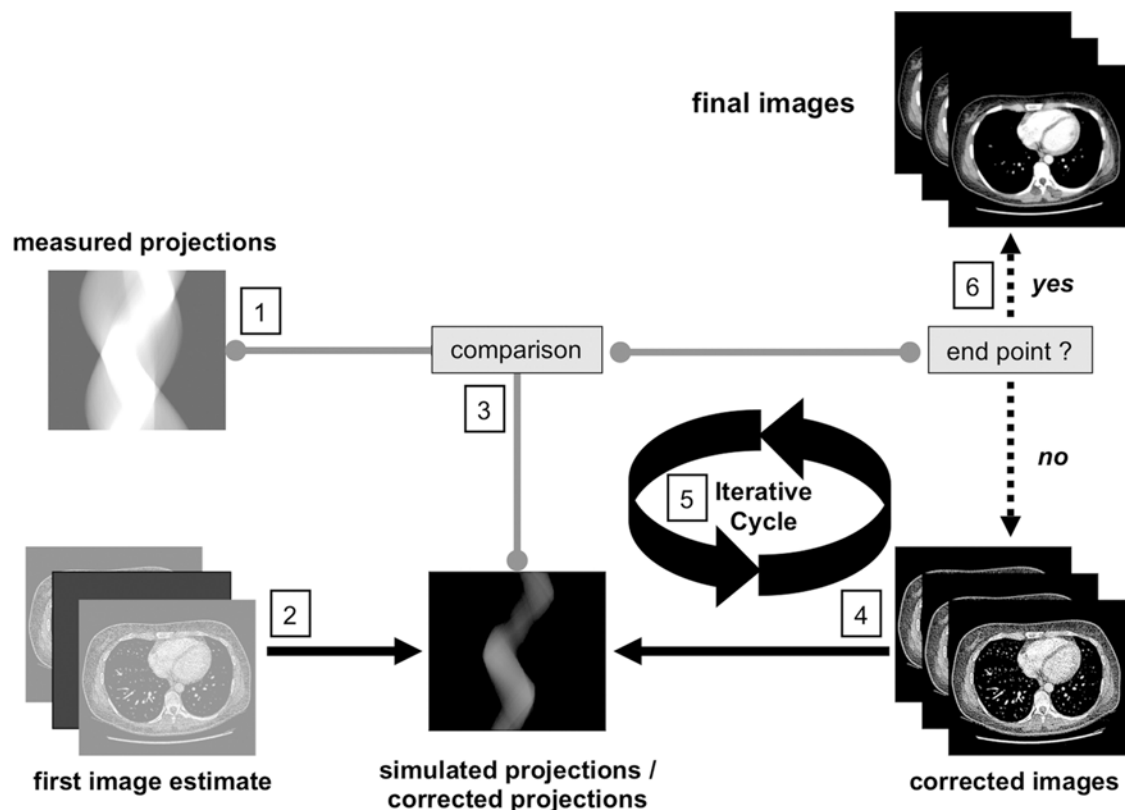 final images
measured projections
1
6
yes
comparison
end point ?
3
no
5
Iterative
Cycle
2
4
first image estimate
simulated projections /
corrected projections
corrected images